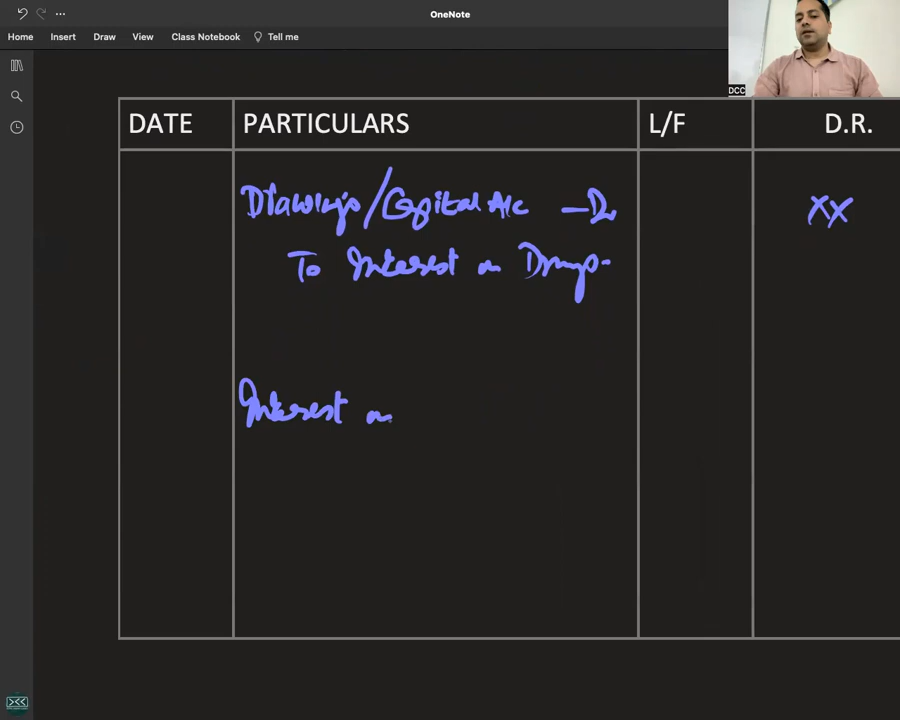 OneNote
Home Insert Draw View Class Notebook Tell me
DCC
DATE PARTICULARS L/F D.R.
Drawings/Capital A/c —Dr XX
To Interest on Drawings
Interest on